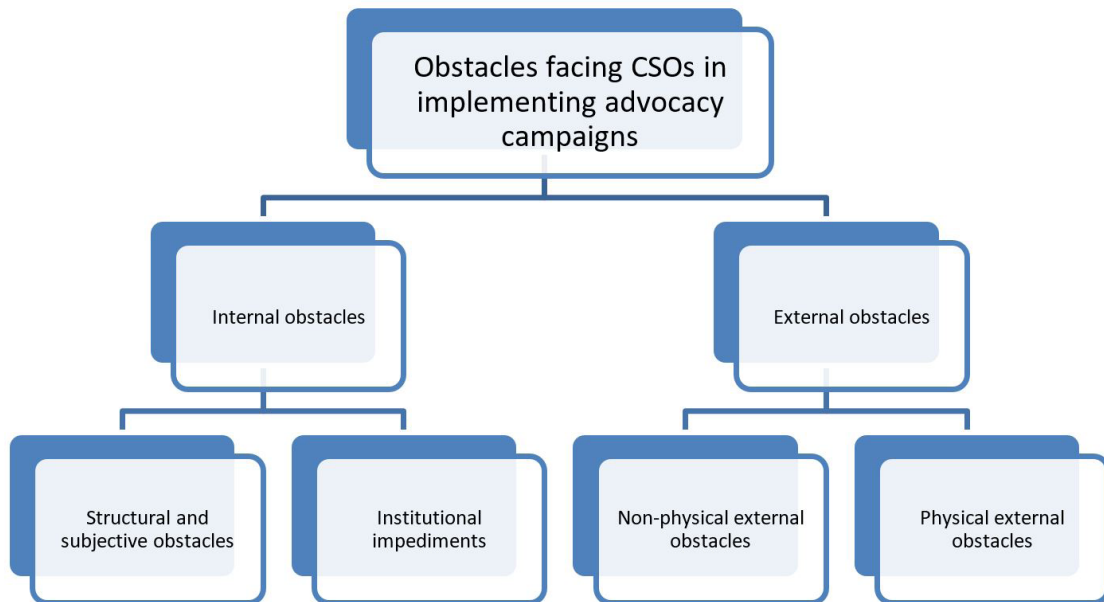 Obstacles facing CSOs in
implementing advocacy
campaigns
Internal obstacles
External obstacles
Structural and
subjective obstacles
Institutional
impediments
Non-physical external
obstacles
Physical external
obstacles